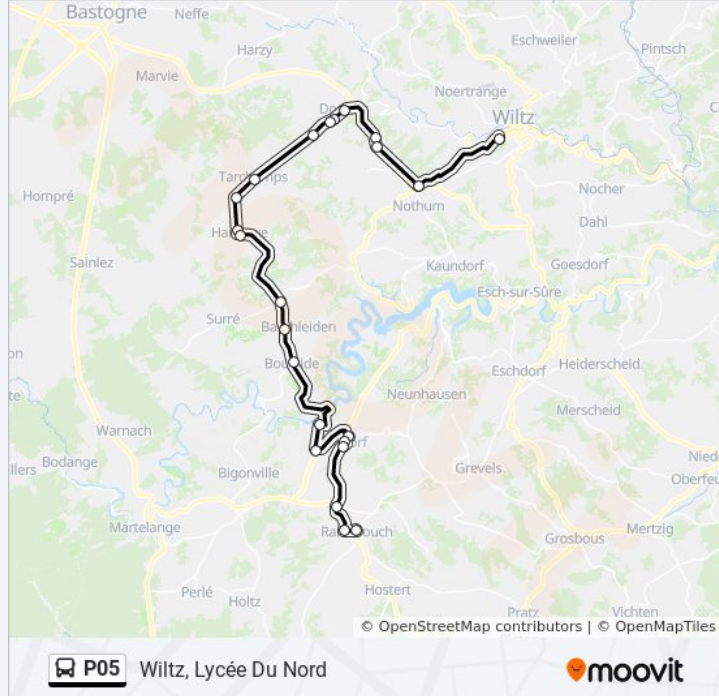 Bastogne
Neffe
Eschweiler
Pintsch
Harzy
Marvie
Noertrange
Wiltz
Tarchamps
Hompré
Nocher
Nothum
Dahl
Sainlez
Kaundorf
Goesdorf
Esch-sur-Sûre
Surré
Heiderscheid
Eschdorf
Neunhausen
Merscheid
Warnach
Bodange
Bigonville
Grevels
Martelange
Mertzig
Grosbous
Perlé
Holtz
Hostert
Pratz
Vichten
© OpenStreetMap contributors | © OpenMapTiles
P05 Wiltz, Lycée Du Nord
moovit